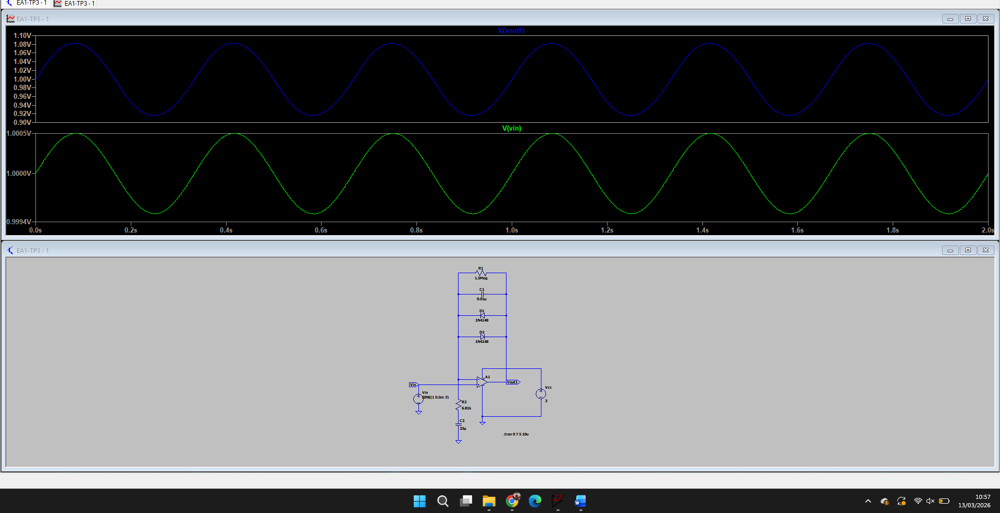 EA1-TP3 - 1
EA1-TP3 - 1
EA1-TP3 - 1
V(vout1)
1.10V
1.08V
1.06V
1.04V
1.02V
1.00V
0.98V
0.96V
0.94V
0.92V
0.90V
V(vin)
1.0005V
1.0000V
0.9994V
0.0s 0.2s 0.4s 0.6s 0.8s 1.0s 1.2s 1.4s 1.6s 1.8s 2.0s
EA1-TP3 - 1
R1
1.5Meg
C1
0.01µ
D1
1N4148
D2
1N4148
A1
Vin
Vout1
Vcc
3
Vin
SINE(1 0.5m 3)
R2
6.81k
C2
33µ
.tran 0 7 5 10u
10:57
13/03/2026